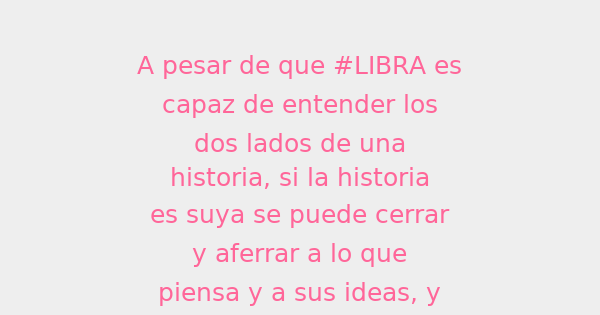 A pesar de que #LIBRA es
capaz de entender los
dos lados de una
historia, si la historia
es suya se puede cerrar
y aferrar a lo que
piensa y a sus ideas, y